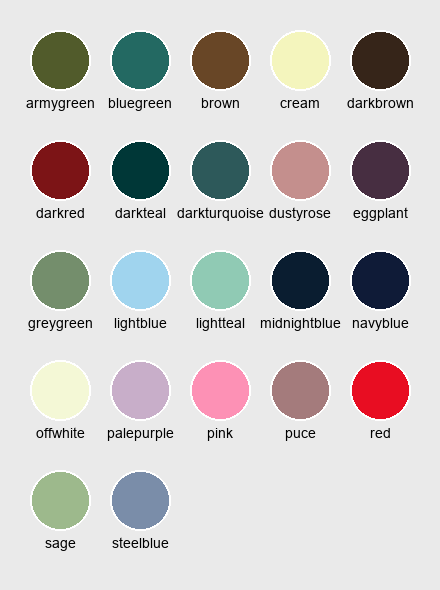 armygreen bluegreen brown cream darkbrown
darkred darkteal darkturquoise dustyrose eggplant
greygreen lightblue lightteal midnightblue navyblue
offwhite palepurple pink puce red
sage steelblue